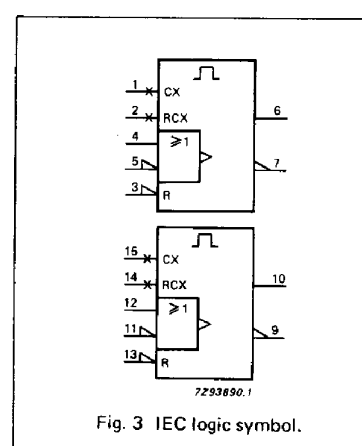 1 CX
2 RCX 6
4 ≥1
5 7
3 R
15 CX
14 RCX 10
12 ≥1
11 9
13 R
7Z93890.1
Fig. 3 IEC logic symbol.